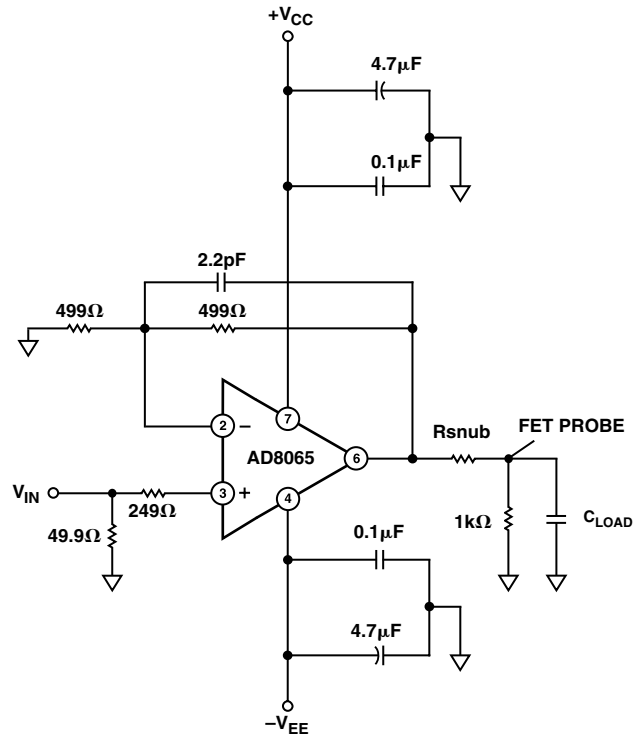 +VCC
4.7µF
0.1µF
2.2pF
499Ω
499Ω
7
2
−
AD8065
6
Rsnub
FET PROBE
VIN
3
+
4
249Ω
49.9Ω
1kΩ
CLOAD
0.1µF
4.7µF
−VEE